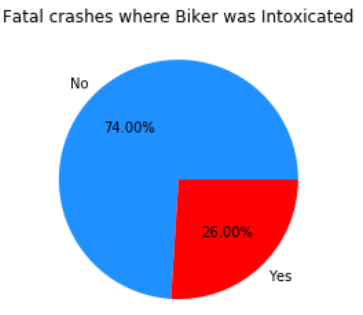 Fatal crashes where Biker was Intoxicated
No
74.00%
26.00%
Yes